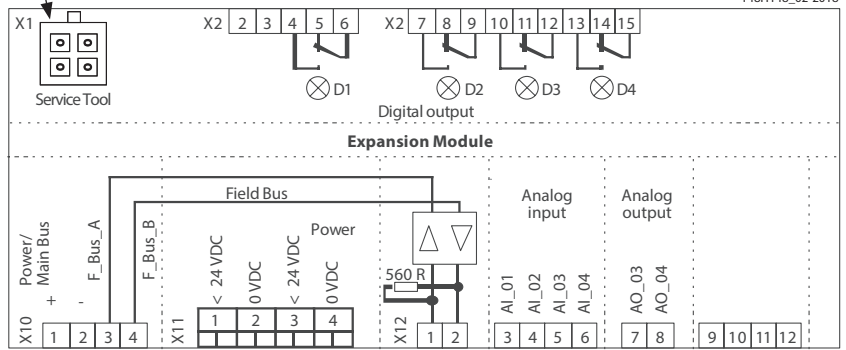 X1
X2 2 3 4 5 6
X2 7 8 9 10 11 12 13 14 15
Service Tool
D1
D2
D3
D4
Digital output
Expansion Module
Field Bus
Power/
Main Bus
+
-
F_Bus_A
F_Bus_B
Power
< 24 VDC
0 VDC
< 24 VDC
0 VDC
560 R
Analog
input
AI_01
AI_02
AI_03
AI_04
Analog
output
AO_03
AO_04
X10 1 2 3 4
X11 1 2 3 4
X12 1 2
3 4 5 6
7 8
9 10 11 12